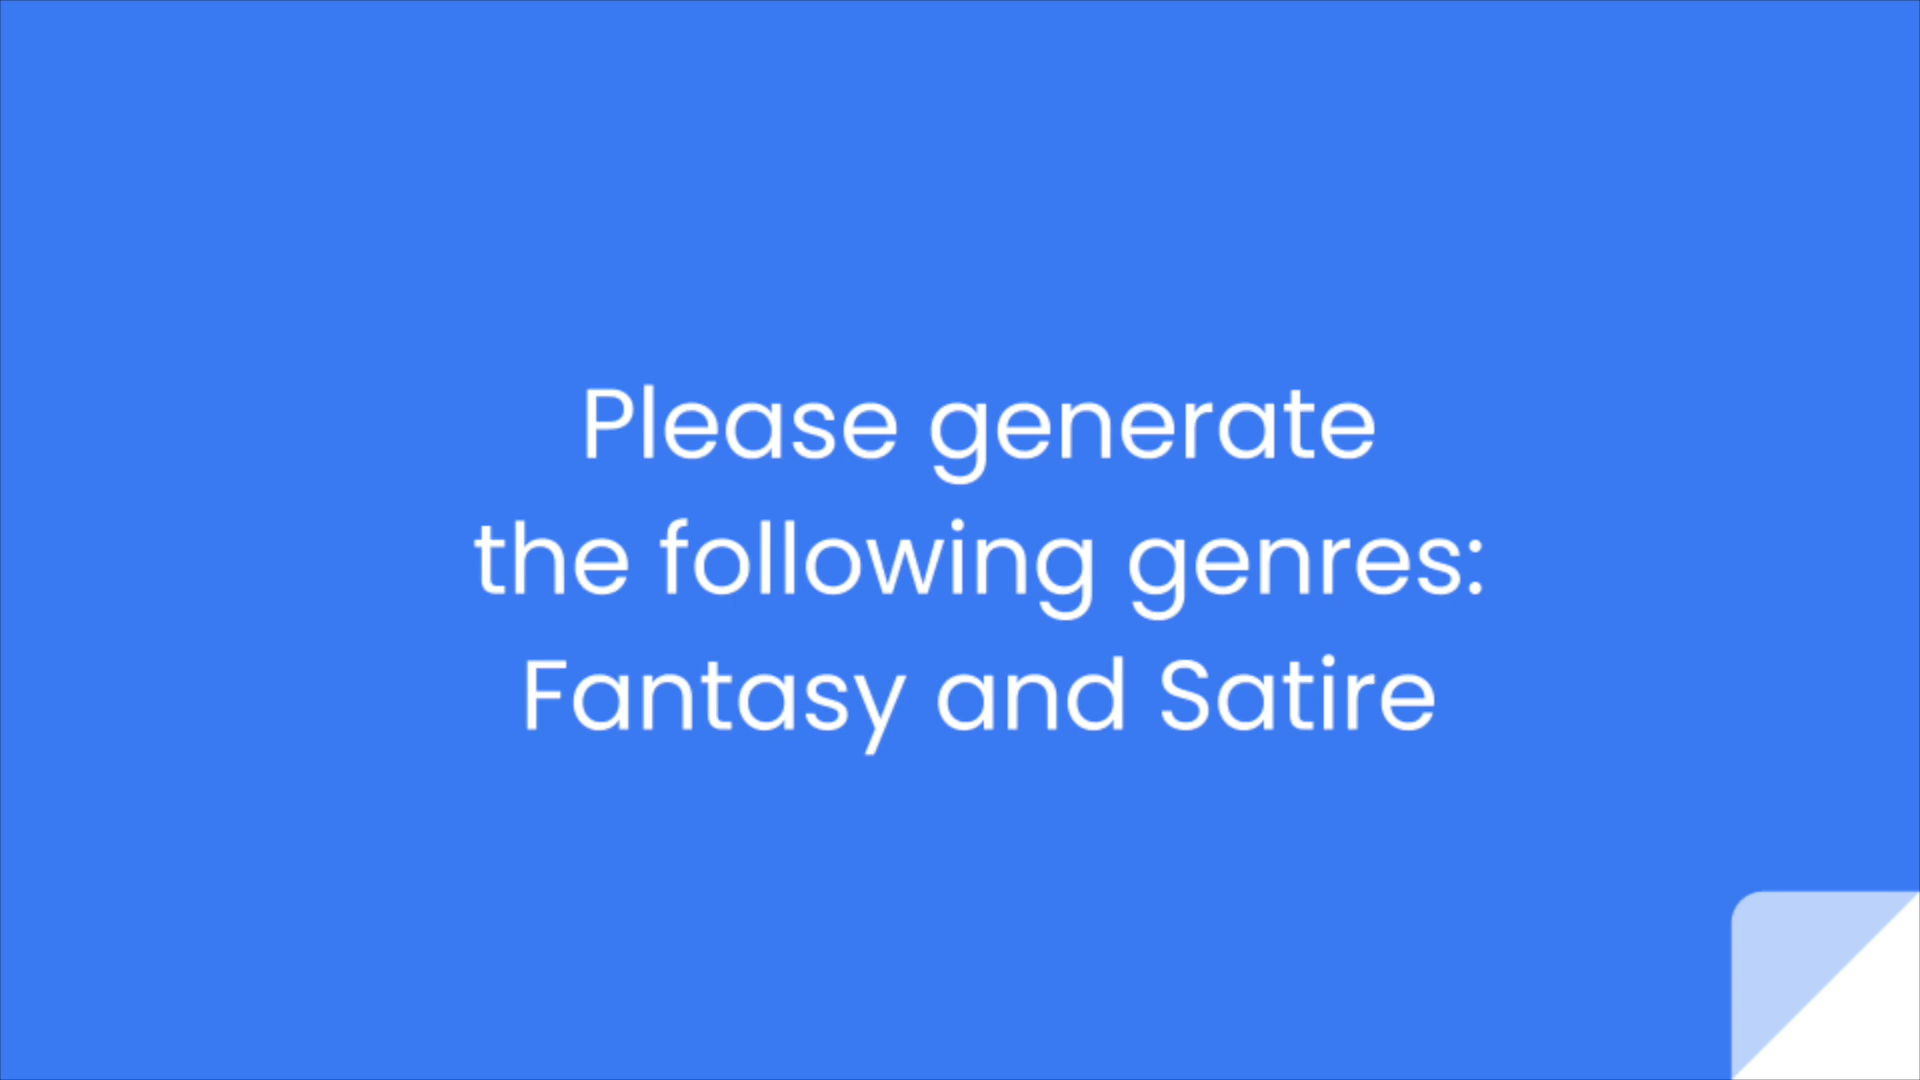 Please generate
the following genres:
Fantasy and Satire